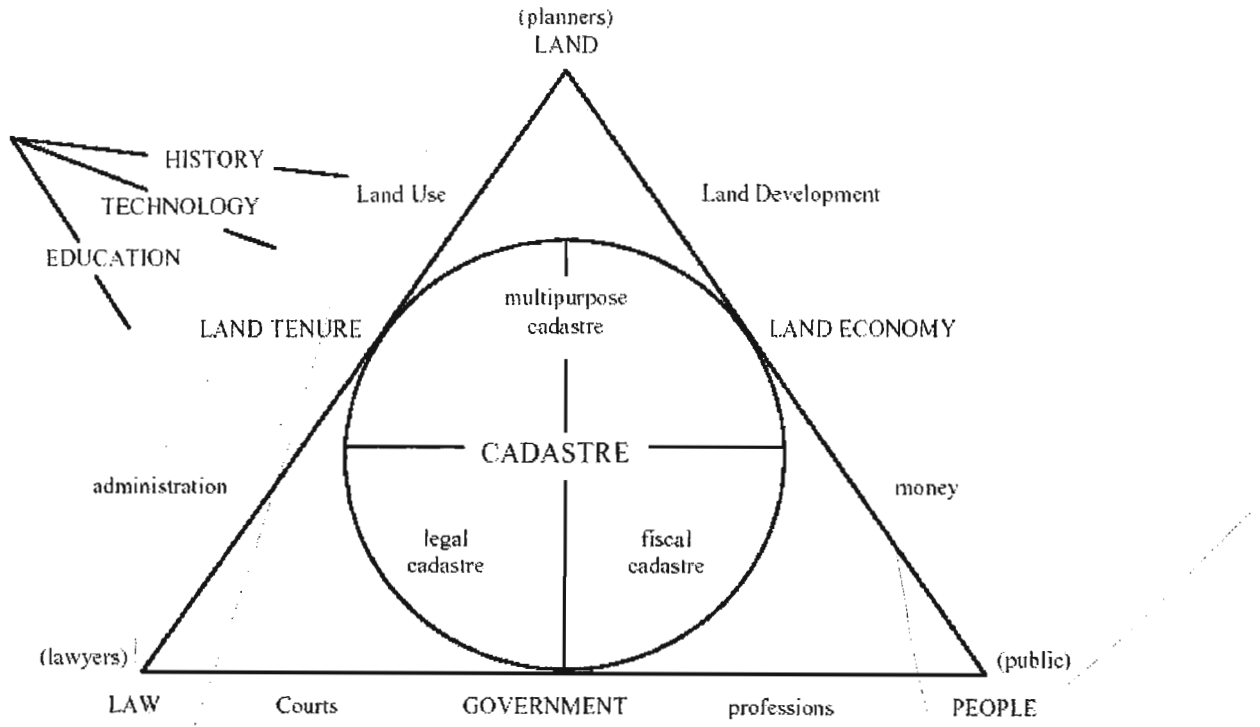 (planners)
LAND
HISTORY
Land Use
Land Development
TECHNOLOGY
EDUCATION
multipurpose
cadastre
LAND TENURE
LAND ECONOMY
CADASTRE
administration
money
legal
cadastre
fiscal
cadastre
(lawyers)
(public)
LAW
Courts
GOVERNMENT
professions
PEOPLE